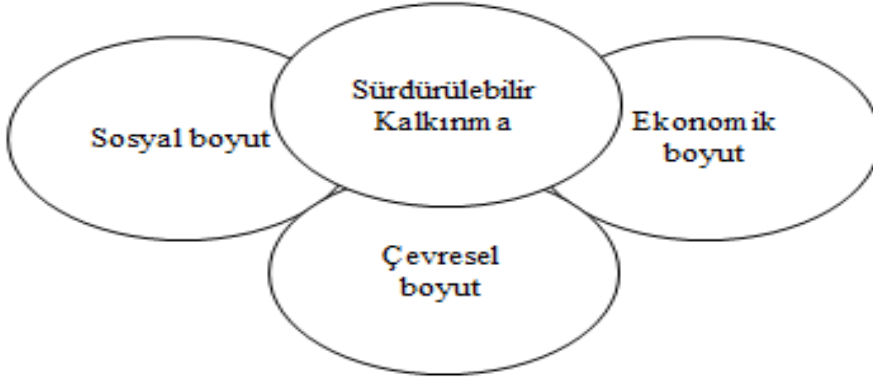 Sürdürülebilir
Kalkınma
Sosyal boyut
Ekonomik
boyut
Çevresel
boyut